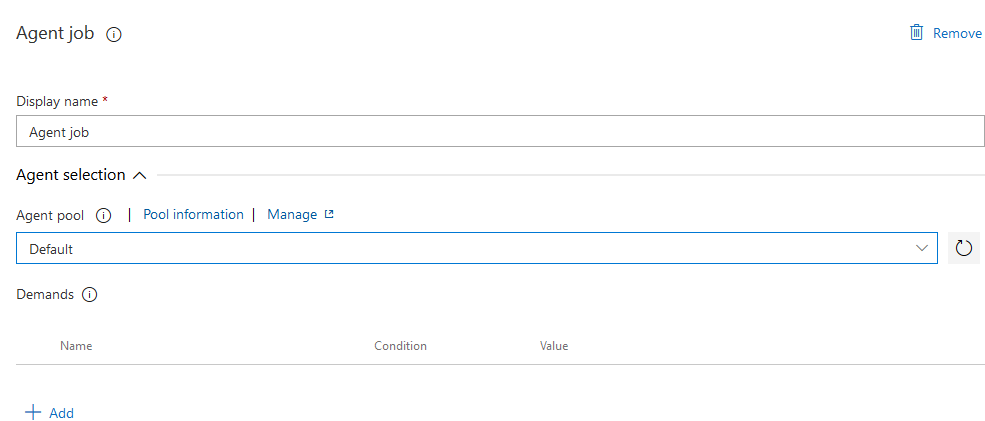 Agent job
Remove
Display name *
Agent job
Agent selection
Agent pool | Pool information | Manage
Default
Demands
Name Condition Value
Add